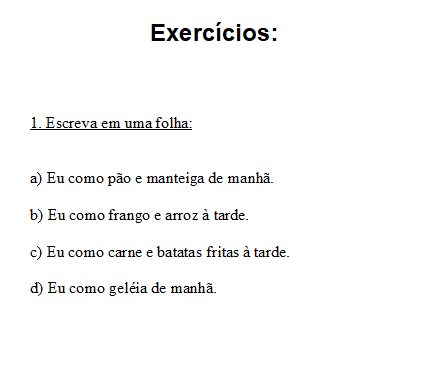 Exercícios:
1. Escreva em uma folha:
a) Eu como pão e manteiga de manhã.
b) Eu como frango e arroz à tarde.
c) Eu como carne e batatas fritas à tarde.
d) Eu como geléia de manhã.